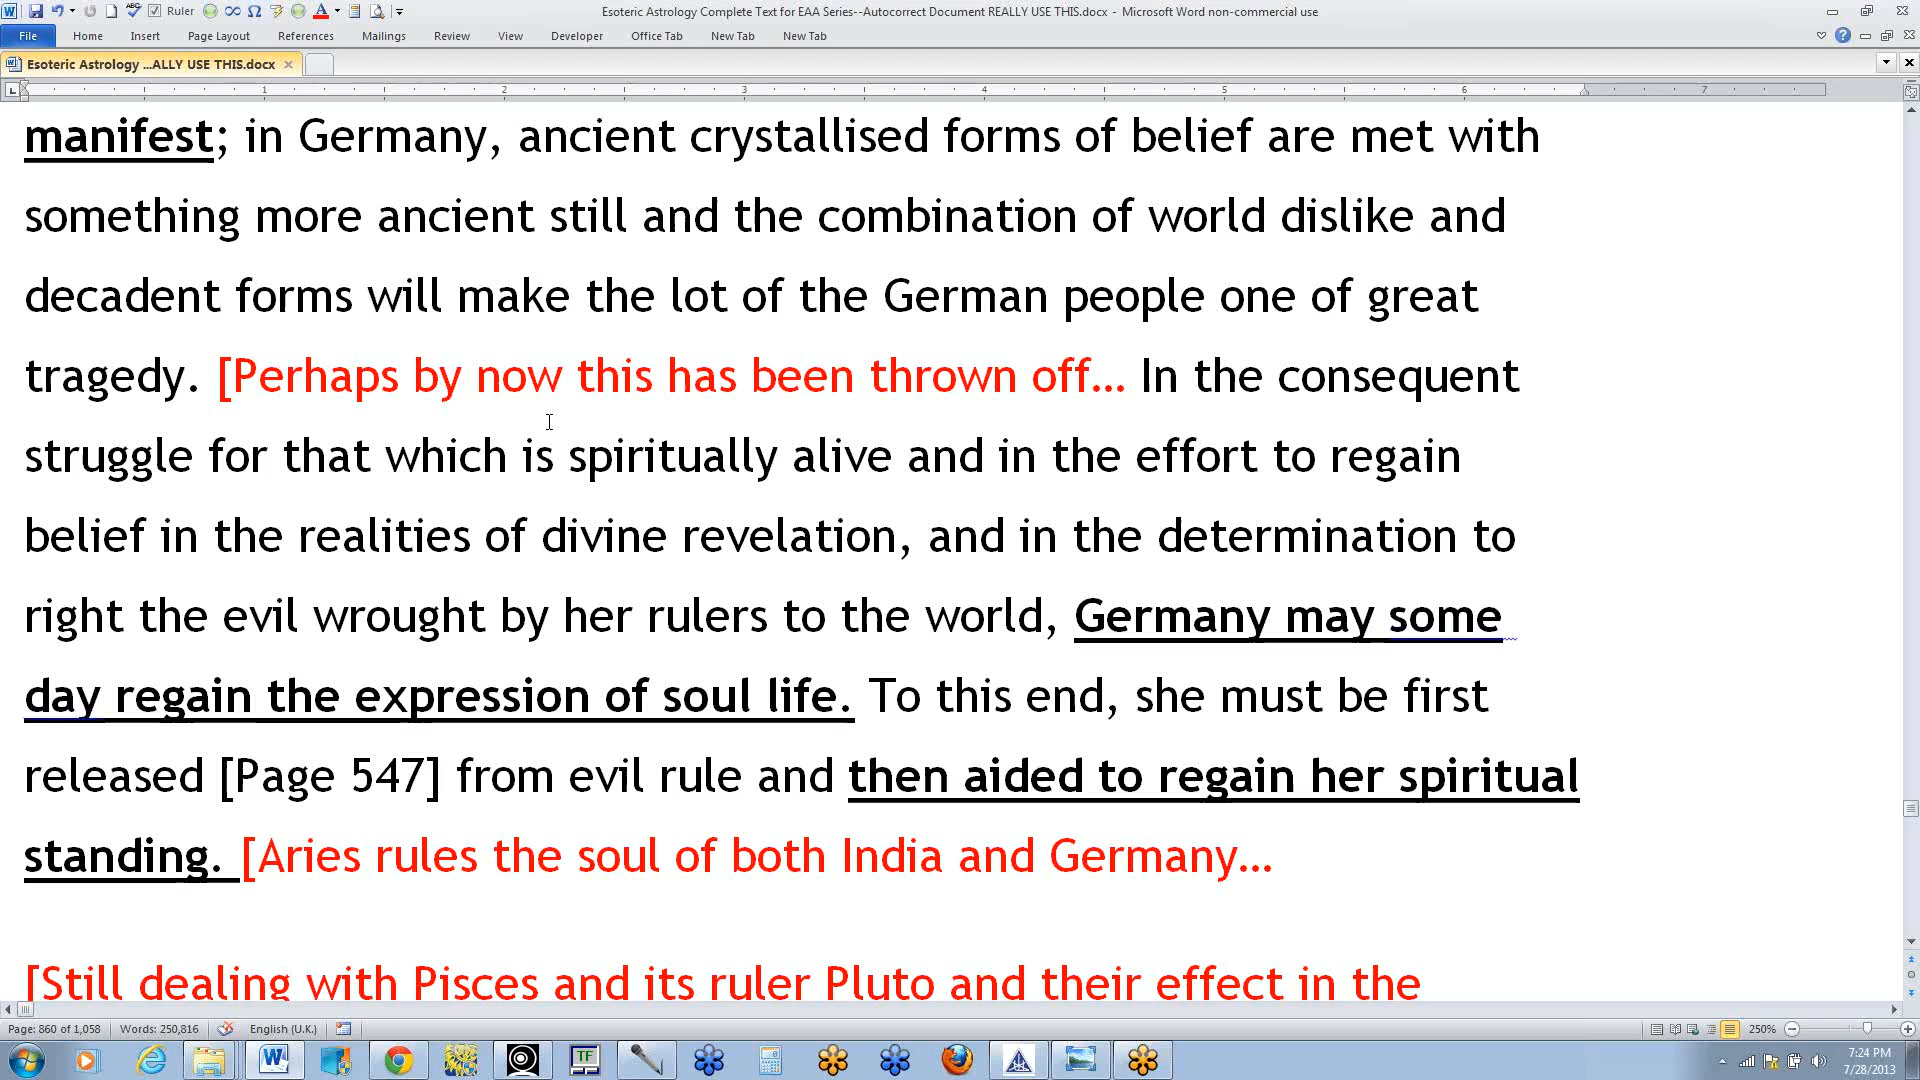 Esoteric Astrology Complete Text for EAA Series--Autocorrect Document REALLY USE THIS.docx - Microsoft Word non-commercial use
Ruler
File Home Insert Page Layout References Mailings Review View Developer Office Tab New Tab New Tab
Esoteric Astrology ...ALLY USE THIS.docx
1 2 3 4 5 6 7
manifest; in Germany, ancient crystallised forms of belief are met with
something more ancient still and the combination of world dislike and
decadent forms will make the lot of the German people one of great
tragedy. [Perhaps by now this has been thrown off... In the consequent
struggle for that which is spiritually alive and in the effort to regain
belief in the realities of divine revelation, and in the determination to
right the evil wrought by her rulers to the world, Germany may some
day regain the expression of soul life. To this end, she must be first
released [Page 547] from evil rule and then aided to regain her spiritual
standing. [Aries rules the soul of both India and Germany...
[Still dealing with Pisces and its ruler Pluto and their effect in the
Page: 860 of 1,058 Words: 250,816 English (U.K.) 250%
TF
7:24 PM
7/28/2013